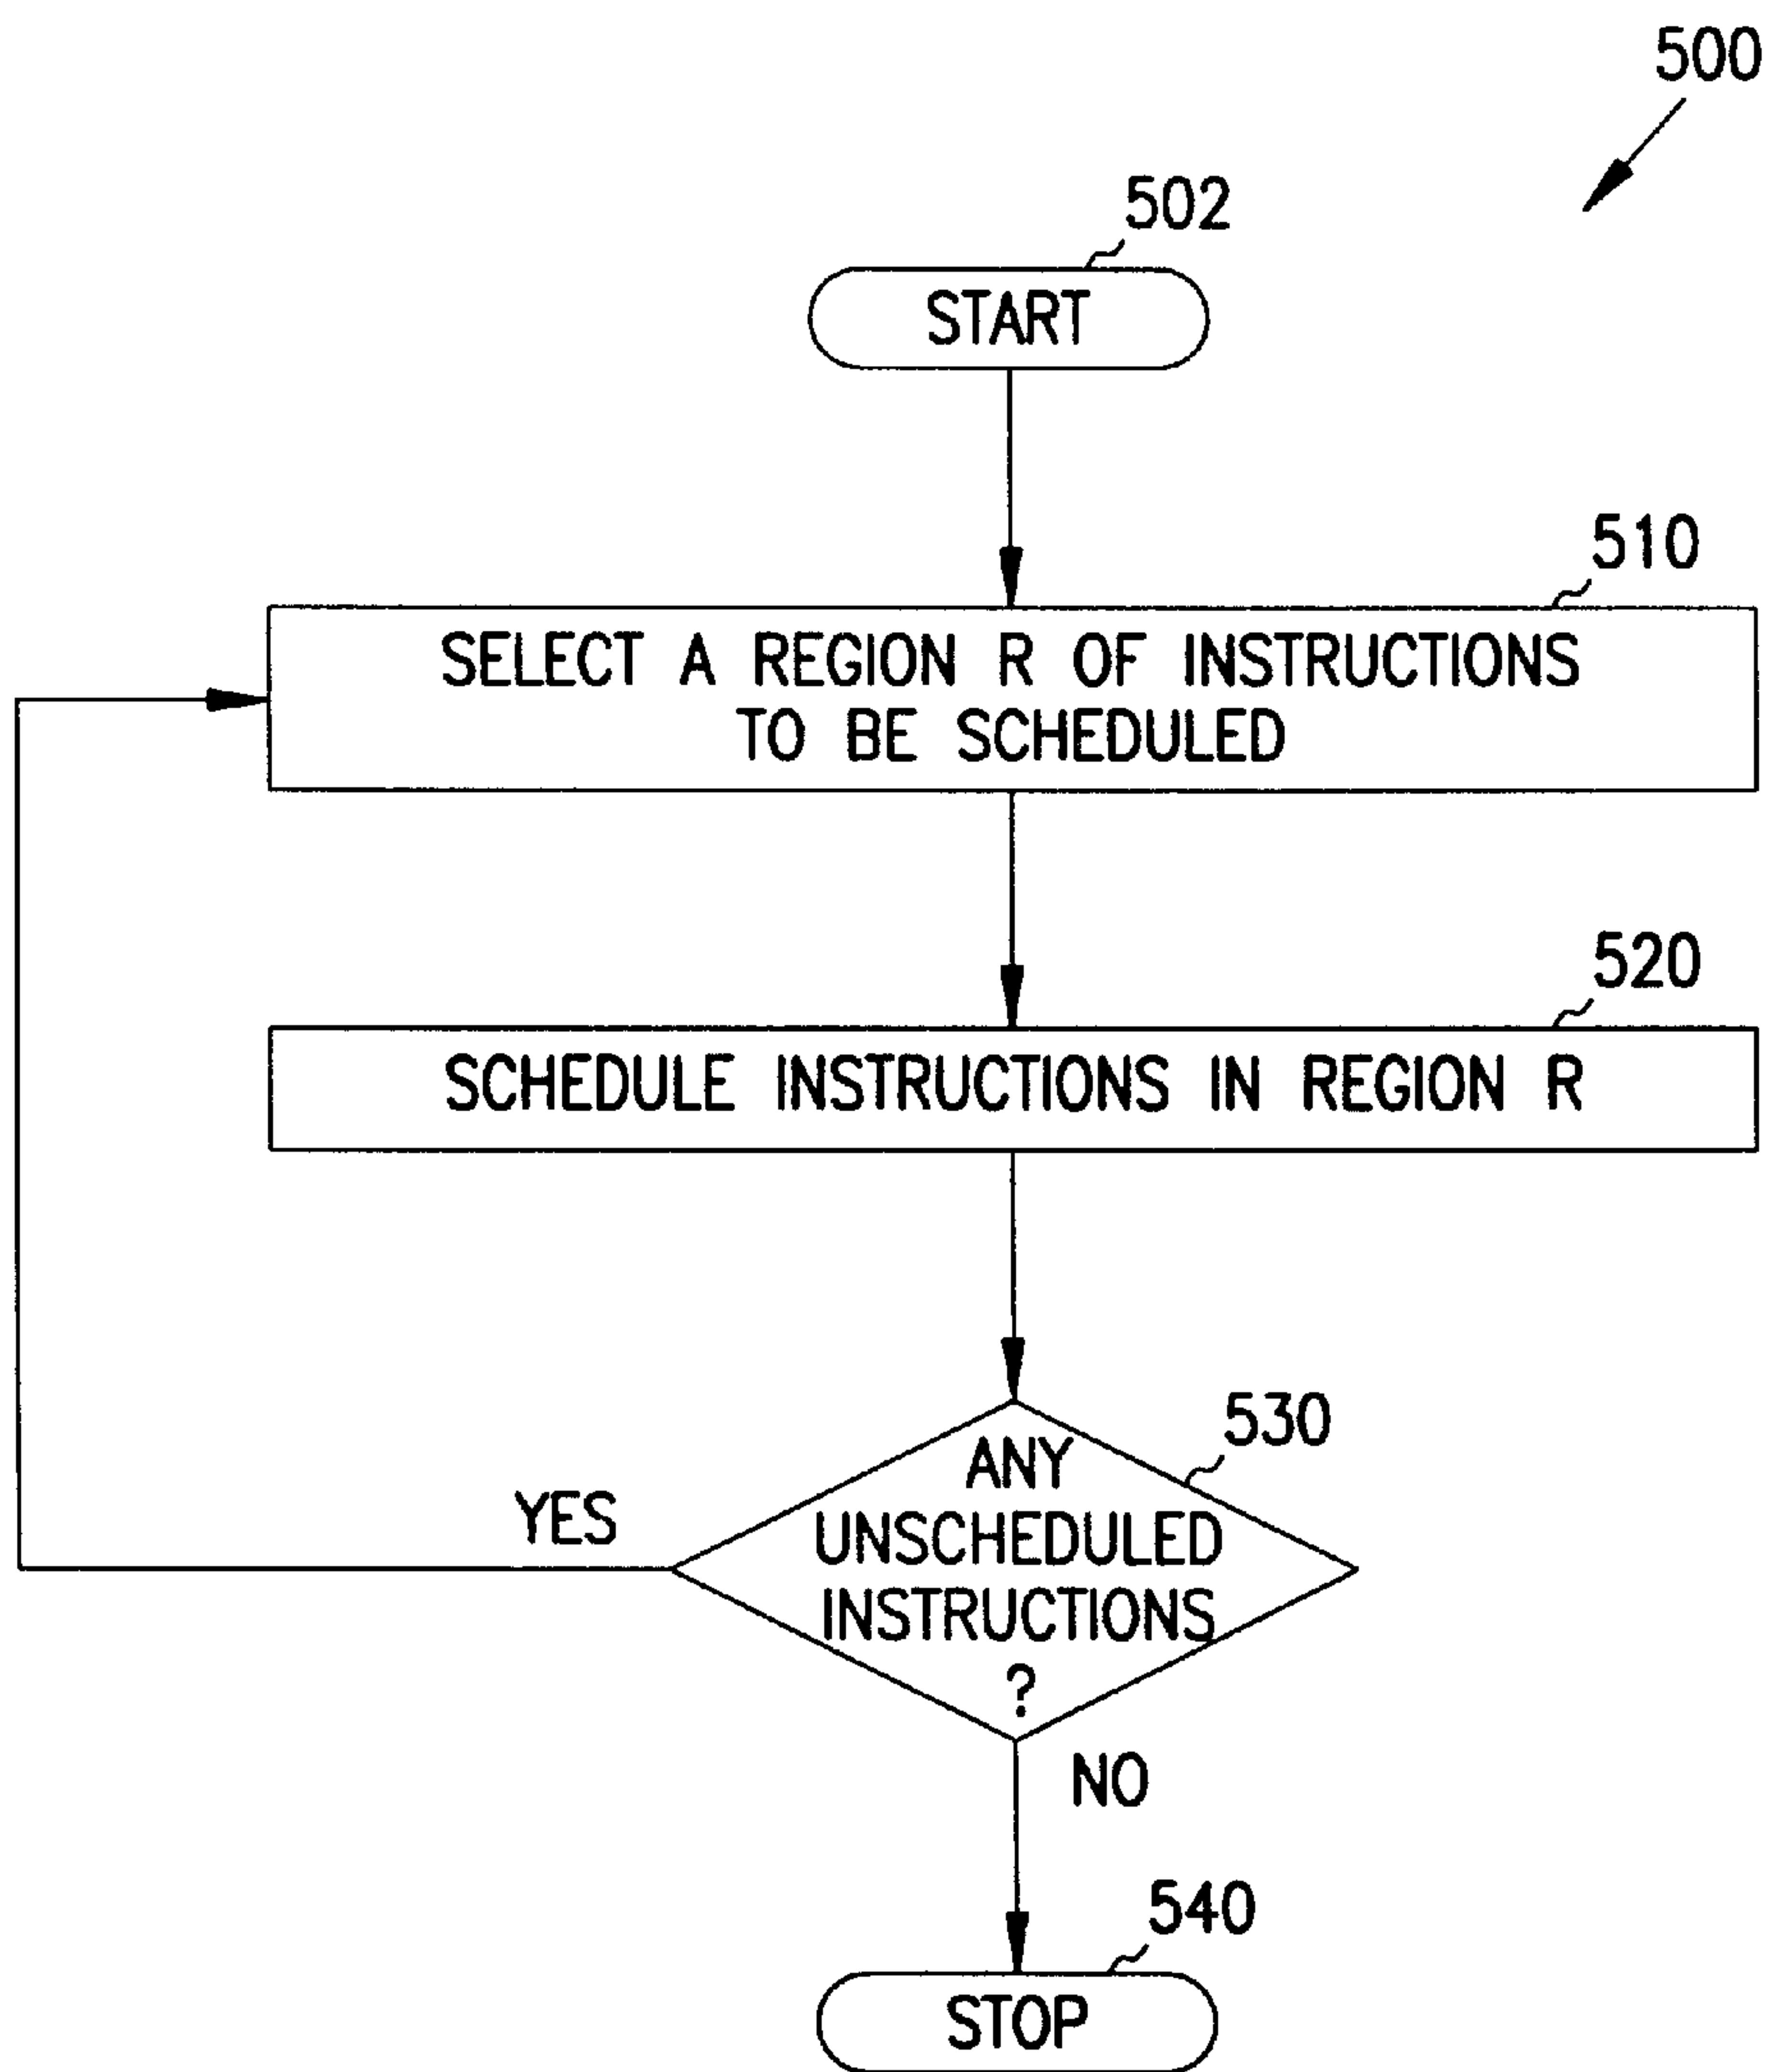 500
502
START
510
SELECT A REGION R OF INSTRUCTIONS
TO BE SCHEDULED
520
SCHEDULE INSTRUCTIONS IN REGION R
530
ANY
UNSCHEDULED
INSTRUCTIONS
?
YES
NO
540
STOP